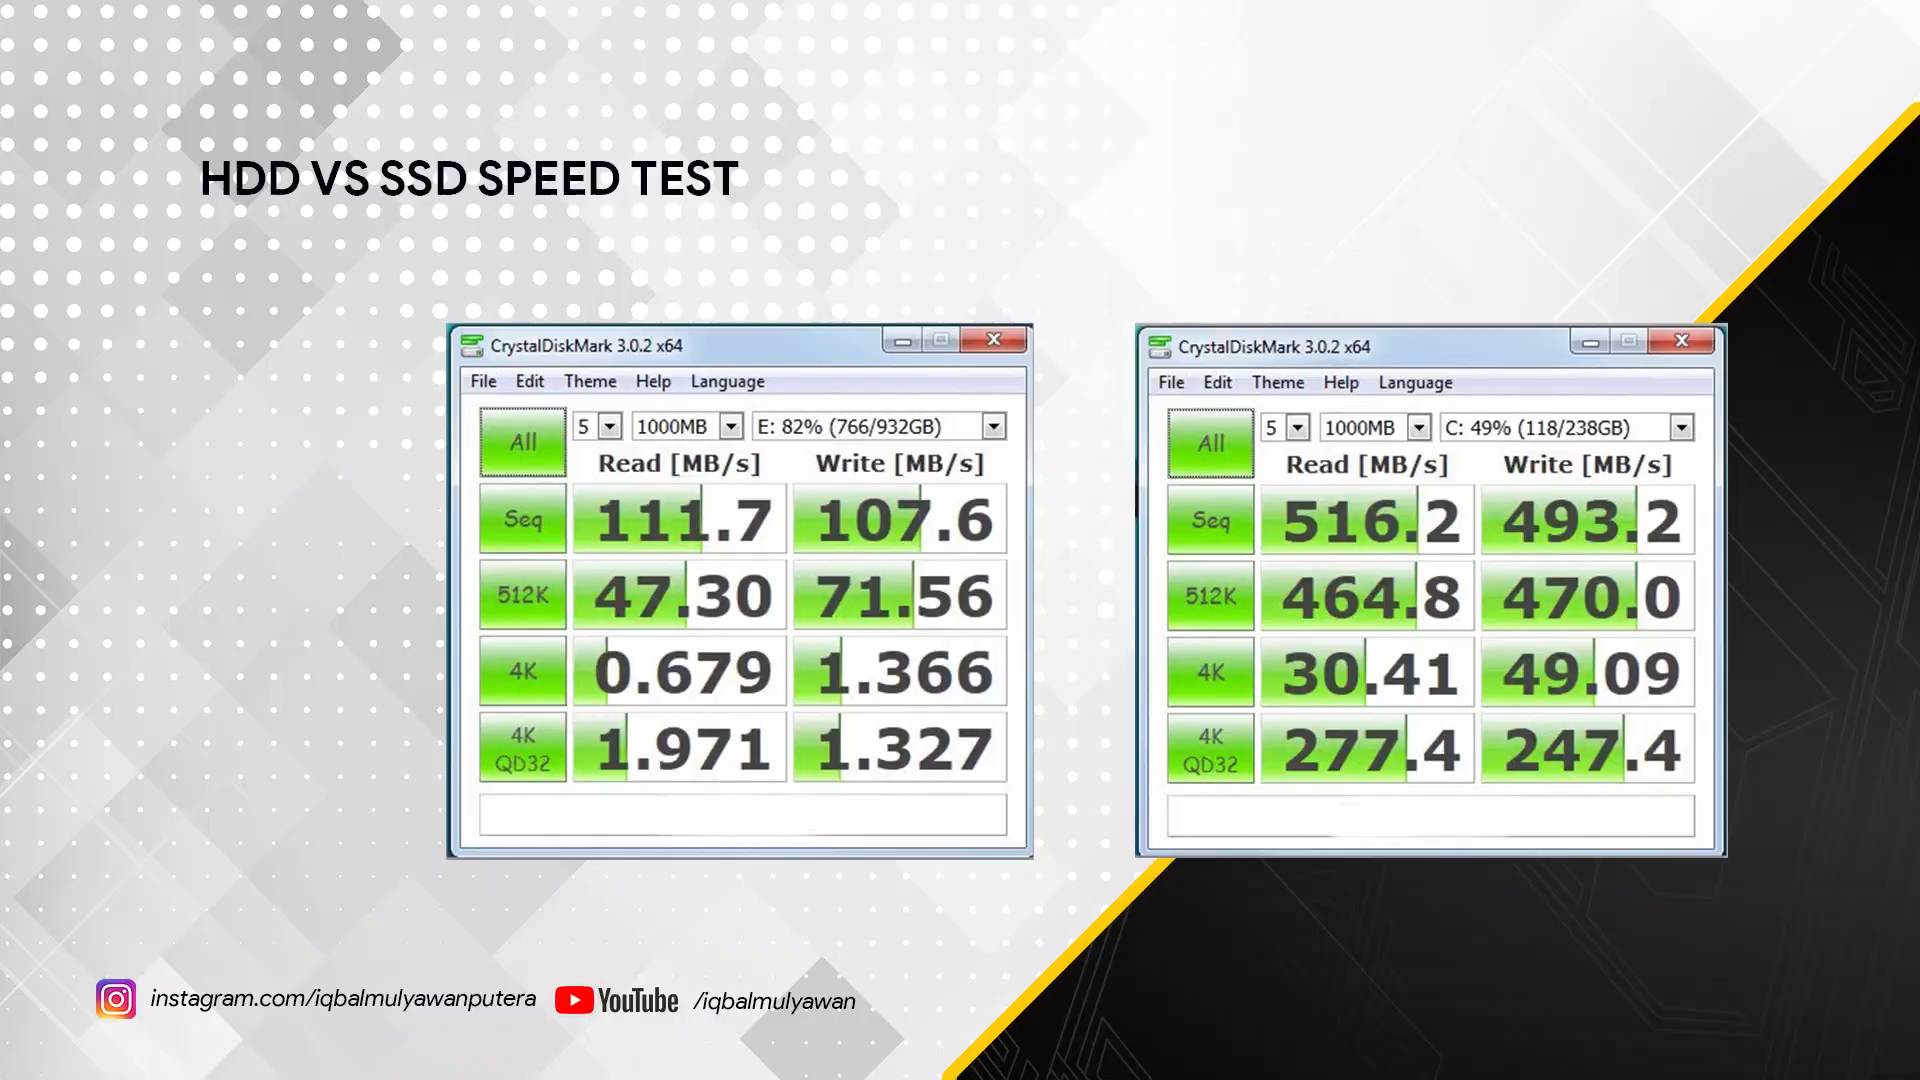 HDD VS SSD SPEED TEST
CrystalDiskMark 3.0.2 x64
File Edit Theme Help Language
All 5 1000MB E: 82% (766/932GB)
Read [MB/s] Write [MB/s]
Seq 111.7 107.6
512K 47.30 71.56
4K 0.679 1.366
4K QD32 1.971 1.327
CrystalDiskMark 3.0.2 x64
File Edit Theme Help Language
All 5 1000MB C: 49% (118/238GB)
Read [MB/s] Write [MB/s]
Seq 516.2 493.2
512K 464.8 470.0
4K 30.41 49.09
4K QD32 277.4 247.4
instagram.com/iqbalmulyawanputera YouTube /iqbalmulyawan